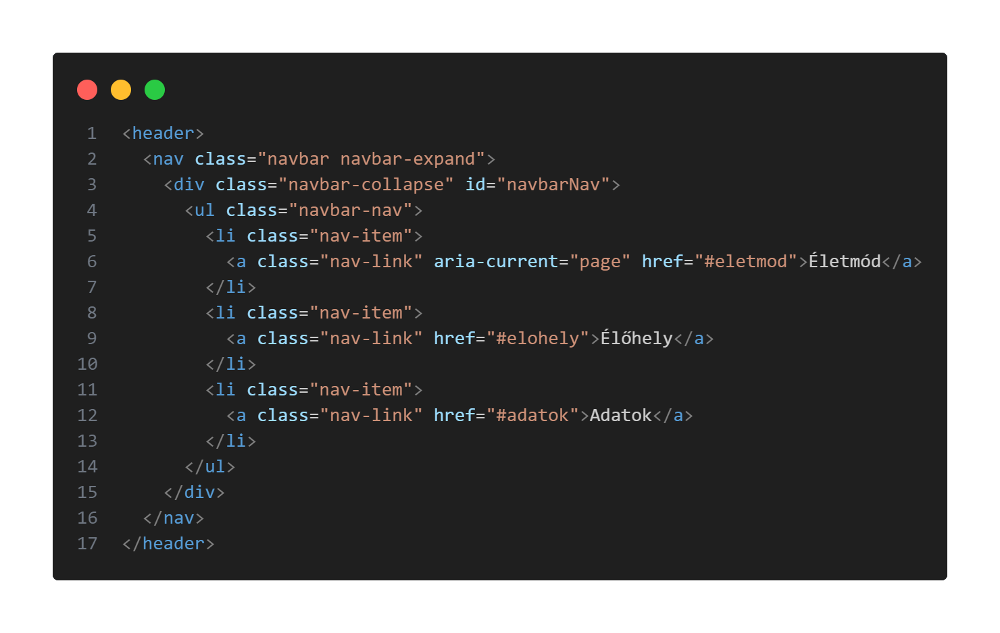 1 <header>
2   <nav class="navbar navbar-expand">
3     <div class="navbar-collapse" id="navbarNav">
4       <ul class="navbar-nav">
5         <li class="nav-item">
6           <a class="nav-link" aria-current="page" href="#eletmod">Életmód</a>
7         </li>
8         <li class="nav-item">
9           <a class="nav-link" href="#elohely">Élőhely</a>
10         </li>
11         <li class="nav-item">
12           <a class="nav-link" href="#adatok">Adatok</a>
13         </li>
14       </ul>
15     </div>
16   </nav>
17 </header>